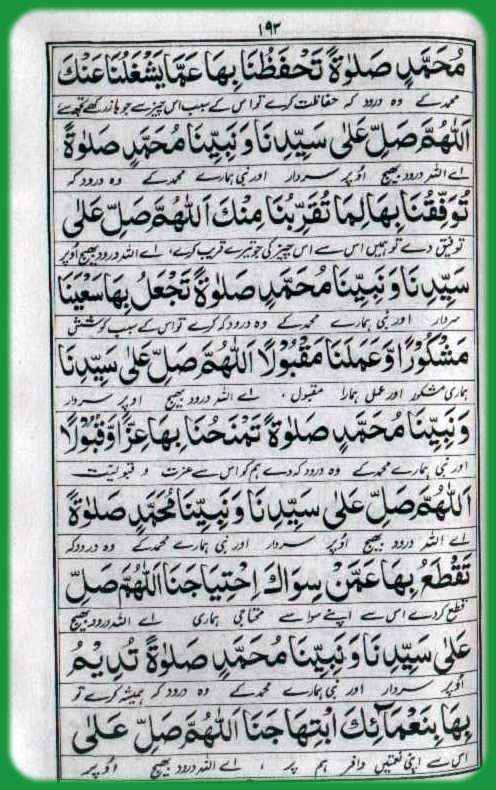 ۱۹۲
مُحَمَّدٍ صَلٰوةً تَحْفَظُنَا بِهَا عَمَّا يَشْغَلُنَا عَنْكَ
محمد کے وہ درود کہ حفاظت کرے تو اس کے سبب اس چیز سے جو باز رکھے تجھ سے
اَللّٰهُمَّ صَلِّ عَلٰى سَيِّدِنَا وَنَبِيِّنَا مُحَمَّدٍ صَلٰوةً
اے اللہ درود بھیج اوپر سردار اور نبی ہمارے محمد کے وہ درود کہ
تُوَفِّقُنَا بِهَا لِمَا تُقَرِّبُنَا مِنْكَ اَللّٰهُمَّ صَلِّ عَلٰى
توفیق دے تو ہمیں اس سے اس چیز کی جو تیرے قریب کرے، اے اللہ درود بھیج اوپر
سَيِّدِنَا وَنَبِيِّنَا مُحَمَّدٍ صَلٰوةً تَجْعَلُ بِهَا سَعْيَنَا
سردار اور نبی ہمارے محمد کے وہ درود کہ کرے تو اس کے سبب کوشش
مَشْكُوْرًا وَّعَمَلَنَا مَقْبُوْلًا اَللّٰهُمَّ صَلِّ عَلٰى سَيِّدِنَا
ہماری مشکور اور عمل ہمارا مقبول، اے اللہ درود بھیج اوپر سردار
وَنَبِيِّنَا مُحَمَّدٍ صَلٰوةً تَمْنَحُنَا بِهَا عِزًّا وَّقُبُوْلًا
اور نبی ہمارے محمد کے وہ درود کہ دے ہم کو اس سے عزت و قبولیت
اَللّٰهُمَّ صَلِّ عَلٰى سَيِّدِنَا وَنَبِيِّنَا مُحَمَّدٍ صَلٰوةً
اے اللہ درود بھیج اوپر سردار اور نبی ہمارے محمد کے وہ درود کہ
تَقْطَعُ بِهَا عَمَّنْ سِوَاكَ اِحْتِيَاجَنَا اَللّٰهُمَّ صَلِّ
قطع کردے اس سے اپنے سوا سے محتاجی ہماری اے اللہ درود بھیج
عَلٰى سَيِّدِنَا وَنَبِيِّنَا مُحَمَّدٍ صَلٰوةً تُدِيْمُ
اوپر سردار اور نبی ہمارے محمد کے وہ درود کہ ہمیشہ کرے تو
بِهَا بِنَعْمَآئِكَ ابْتِهَاجَنَا اَللّٰهُمَّ صَلِّ عَلٰى
اس سے اپنی نعمتیں وافر ہم پر، اے اللہ درود بھیج اوپر